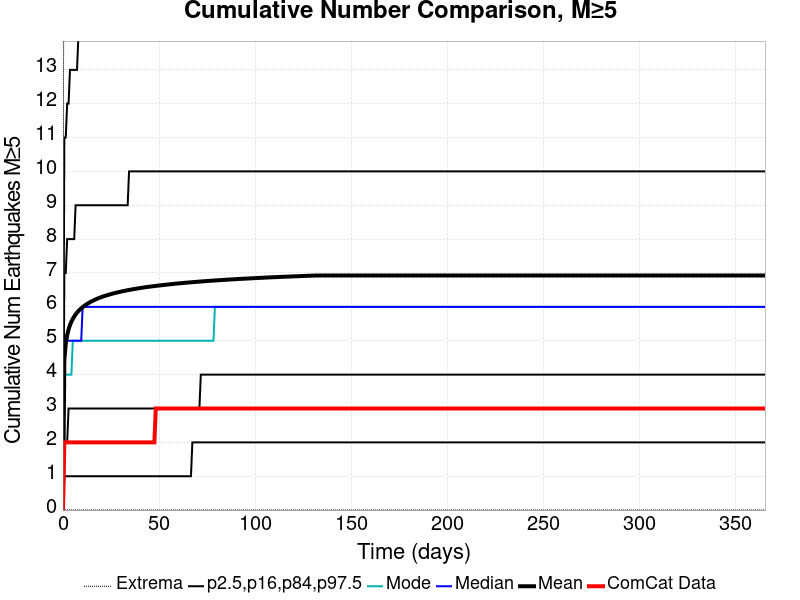 Cumulative Number Comparison, M≥5
Cumulative Num Earthquakes M≥5
13
12
11
10
9
8
7
6
5
4
3
2
1
0
0 50 100 150 200 250 300 350
Time (days)
Extrema p2.5,p16,p84,p97.5 Mode Median Mean ComCat Data